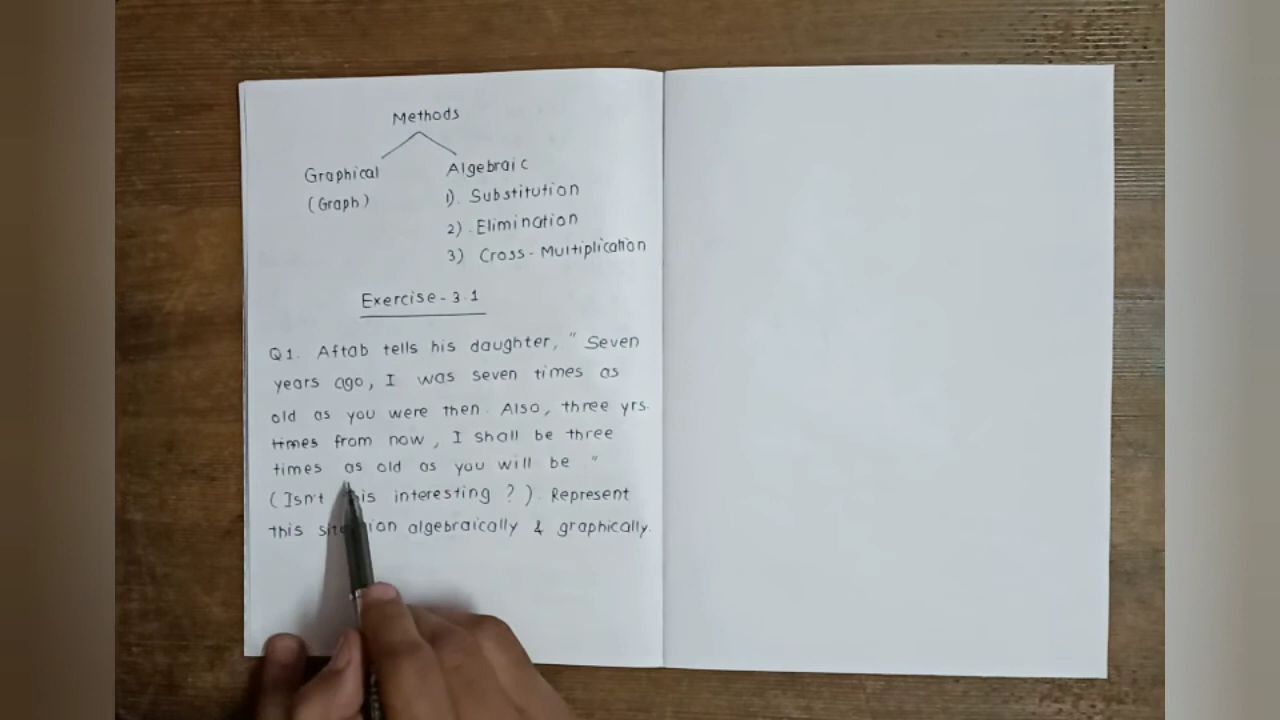 Methods
Graphical
(Graph)
Algebraic
1). Substitution
2). Elimination
3) Cross-Multiplication
Exercise-3.1
Q1. Aftab tells his daughter, "Seven
years ago, I was seven times as
old as you were then. Also, three yrs.
times from now, I shall be three
times as old as you will be "
(Isn't this interesting ?). Represent
this situation algebraically & graphically.